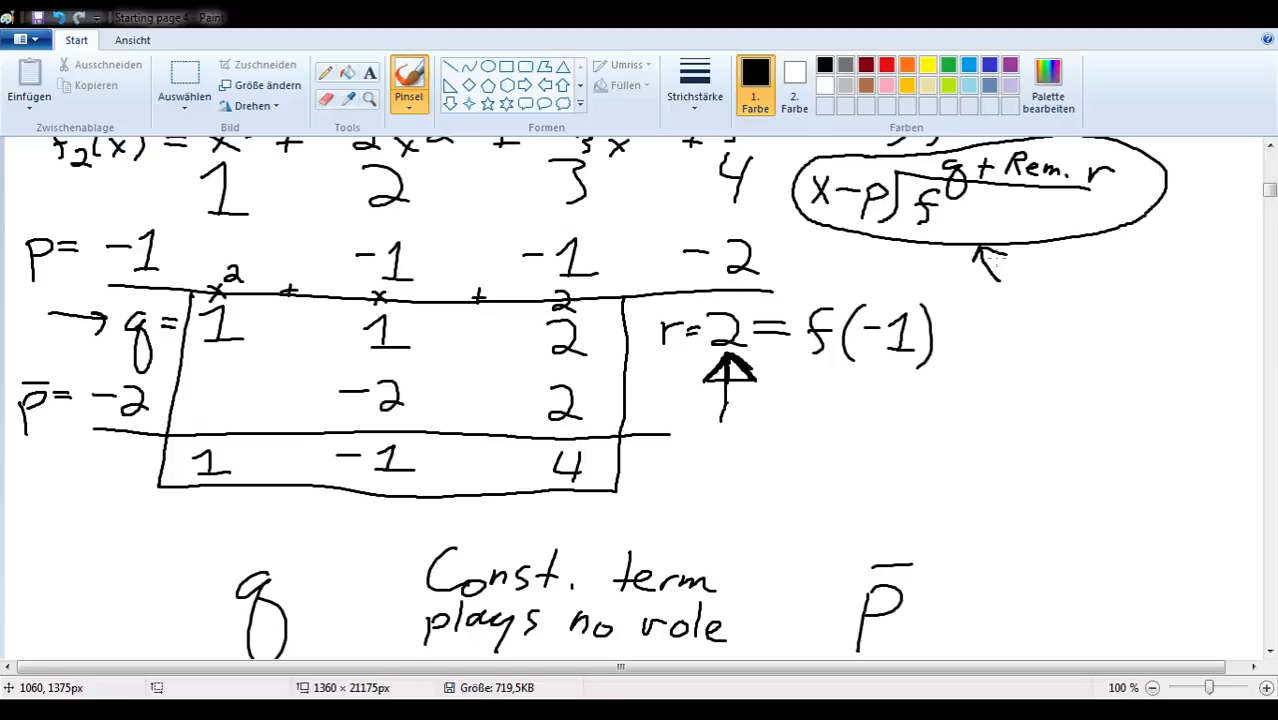 Starting page 4 - Paint
Start Ansicht
Einfügen
Ausschneiden
Kopieren
Zwischenablage
Auswählen
Zuschneiden
Größe ändern
Drehen
Bild
A
Tools
Pinsel
Umriss
Füllen
Formen
Strichstärke
1. Farbe
2. Farbe
Palette bearbeiten
Farben
f₂(x) = x + 2x + x +
1 2 3 4
x-p f q + Rem. r
p= -1 -1 -1 -2
x² + x + 2
→ q= 1 1 2 r=2 = f(-1)
p̅= -2 -2 2
1 -1 4
q Const. term p̅
plays no role
1060, 1375px 1360 × 21175px Größe: 719,5KB 100 %